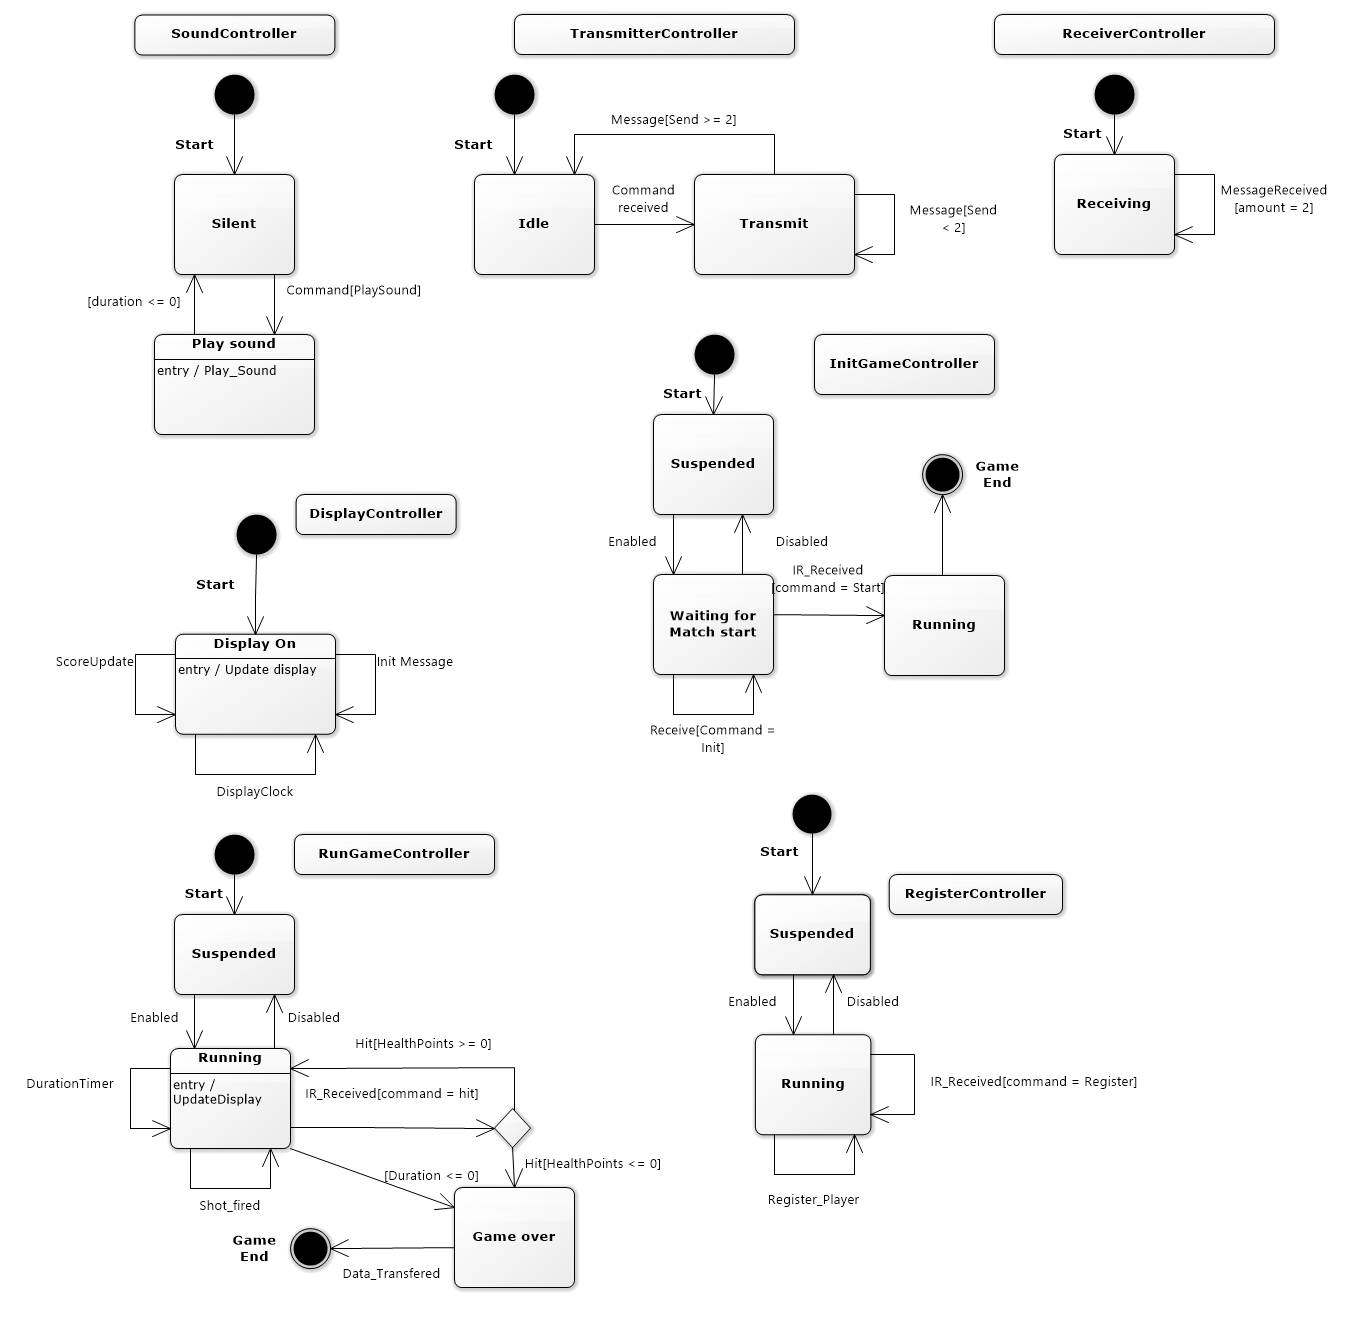 SoundController
Start
Silent
[duration <= 0]
Command[PlaySound]
Play sound
entry / Play_Sound
TransmitterController
Start
Message[Send >= 2]
Idle
Command
received
Transmit
Message[Send
< 2]
ReceiverController
Start
Receiving
MessageReceived
[amount = 2]
InitGameController
Start
Suspended
Enabled
Disabled
IR_Received
[command = Start]
Waiting for
Match start
Running
Game
End
Receive[Command =
Init]
DisplayController
Start
Display On
entry / Update display
ScoreUpdate
Init Message
DisplayClock
RunGameController
Start
Suspended
Enabled
Disabled
Running
entry /
UpdateDisplay
DurationTimer
Hit[HealthPoints >= 0]
IR_Received[command = hit]
Hit[HealthPoints <= 0]
[Duration <= 0]
Shot_fired
Game over
Game
End
Data_Transfered
RegisterController
Start
Suspended
Enabled
Disabled
Running
IR_Received[command = Register]
Register_Player